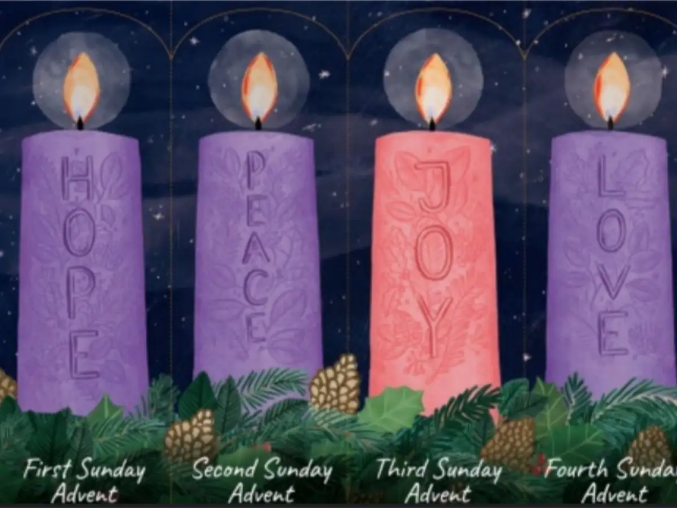 HOPE
PEACE
JOY
LOVE
First Sunday
Advent
Second Sunday
Advent
Third Sunday
Advent
Fourth Sunda
Advent